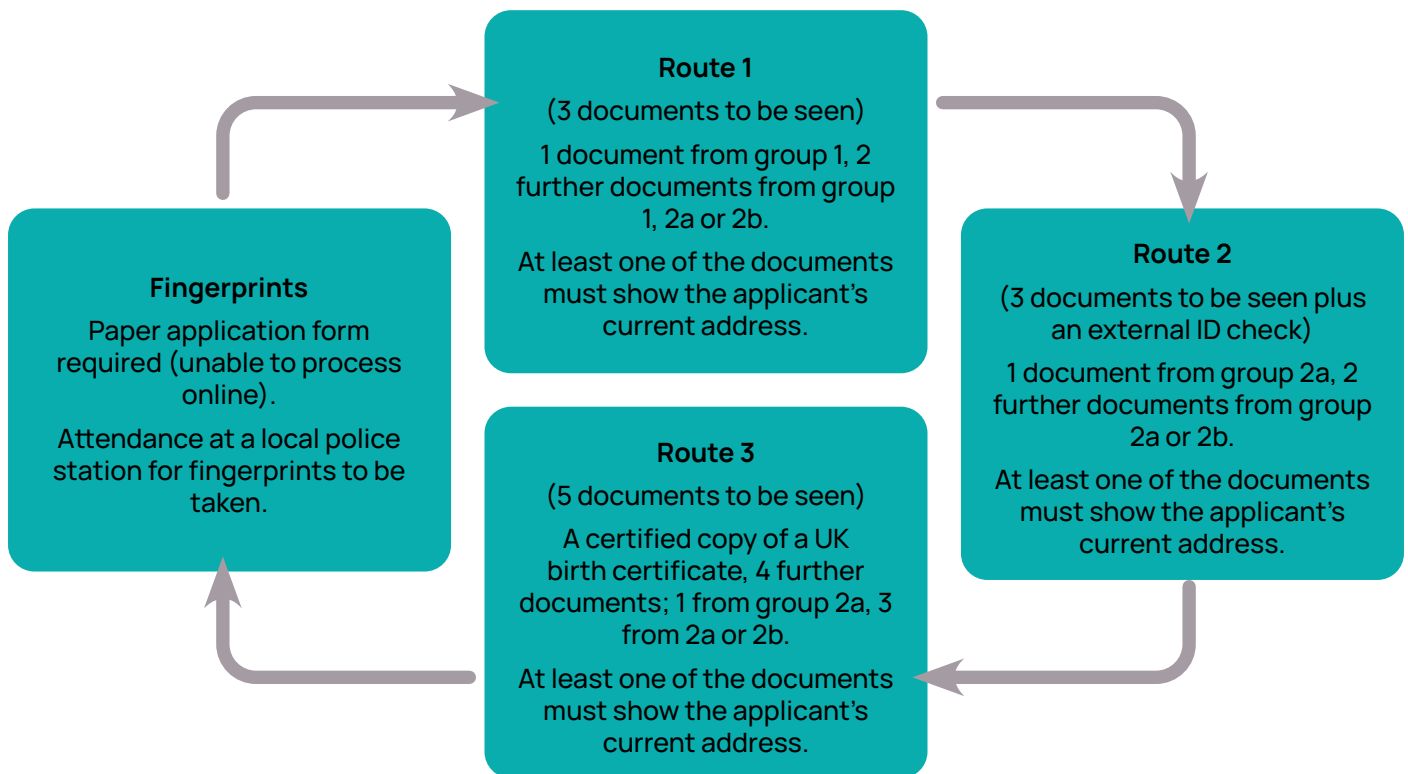 Route 1
(3 documents to be seen)
1 document from group 1, 2
further documents from group
1, 2a or 2b.
At least one of the documents
must show the applicant’s
current address.
Route 2
(3 documents to be seen plus
an external ID check)
1 document from group 2a, 2
further documents from group
2a or 2b.
At least one of the documents
must show the applicant’s
current address.
Route 3
(5 documents to be seen)
A certified copy of a UK
birth certificate, 4 further
documents; 1 from group 2a, 3
from 2a or 2b.
At least one of the documents
must show the applicant’s
current address.
Fingerprints
Paper application form
required (unable to process
online).
Attendance at a local police
station for fingerprints to be
taken.